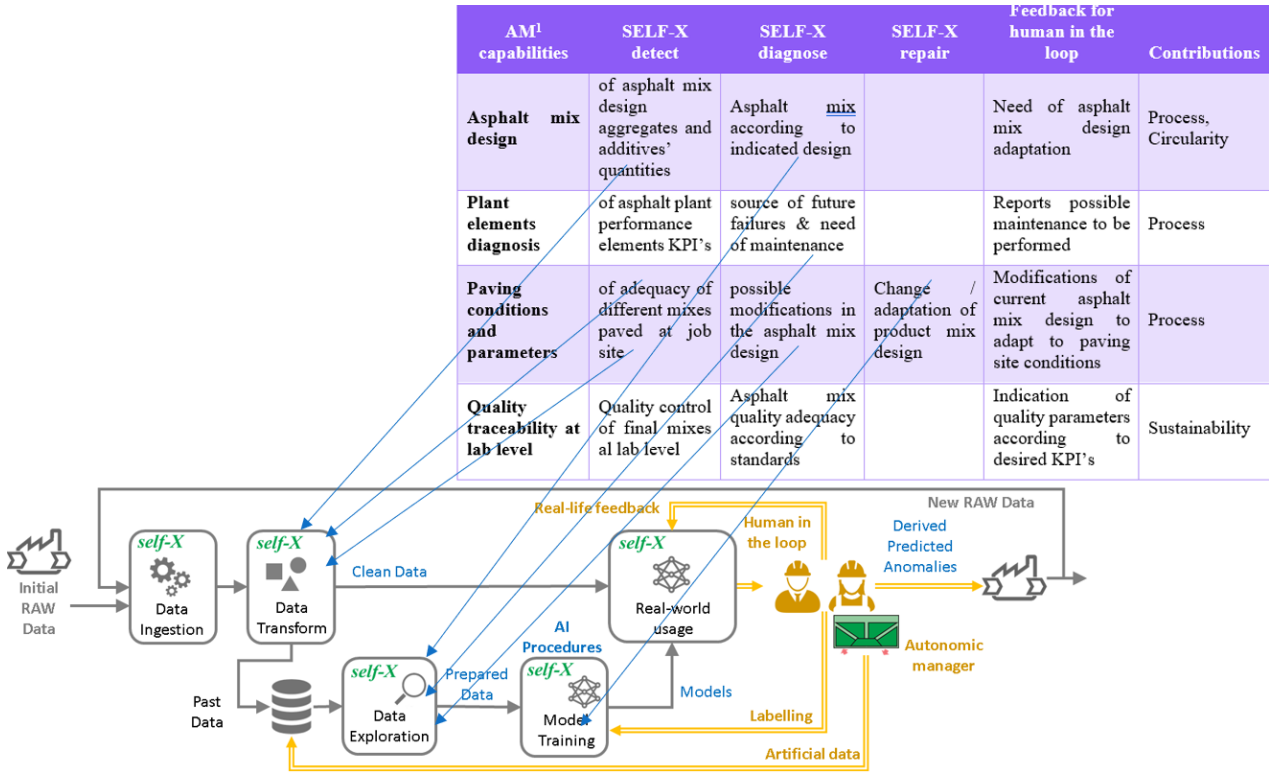 AM1 capabilities
SELF-X detect
SELF-X diagnose
SELF-X repair
Feedback for human in the loop
Contributions
Asphalt mix design
of asphalt mix design aggregates and additives' quantities
Asphalt mix according to indicated design
Need of asphalt mix design adaptation
Process, Circularity
Plant elements diagnosis
of asphalt plant performance elements KPI's
source of future failures & need of maintenance
Reports possible maintenance to be performed
Process
Paving conditions and parameters
of adequacy of different mixes paved at job site
possible modifications in the asphalt mix design
Change / adaptation of product mix design
Modifications of current asphalt mix design to adapt to paving site conditions
Process
Quality traceability at lab level
Quality control of final mixes al lab level
Asphalt mix quality adequacy according to standards
Indication of quality parameters according to desired KPI's
Sustainability
New RAW Data
Real-life feedback
Initial
RAW
Data
self-X
Data
Ingestion
self-X
Data
Transform
Clean Data
self-X
Real-world
usage
Human in
the loop
Derived
Predicted
Anomalies
Autonomic
manager
Past
Data
self-X
Data
Exploration
Prepared
Data
AI
Procedures
self-X
Model
Training
Models
Labelling
Artificial data